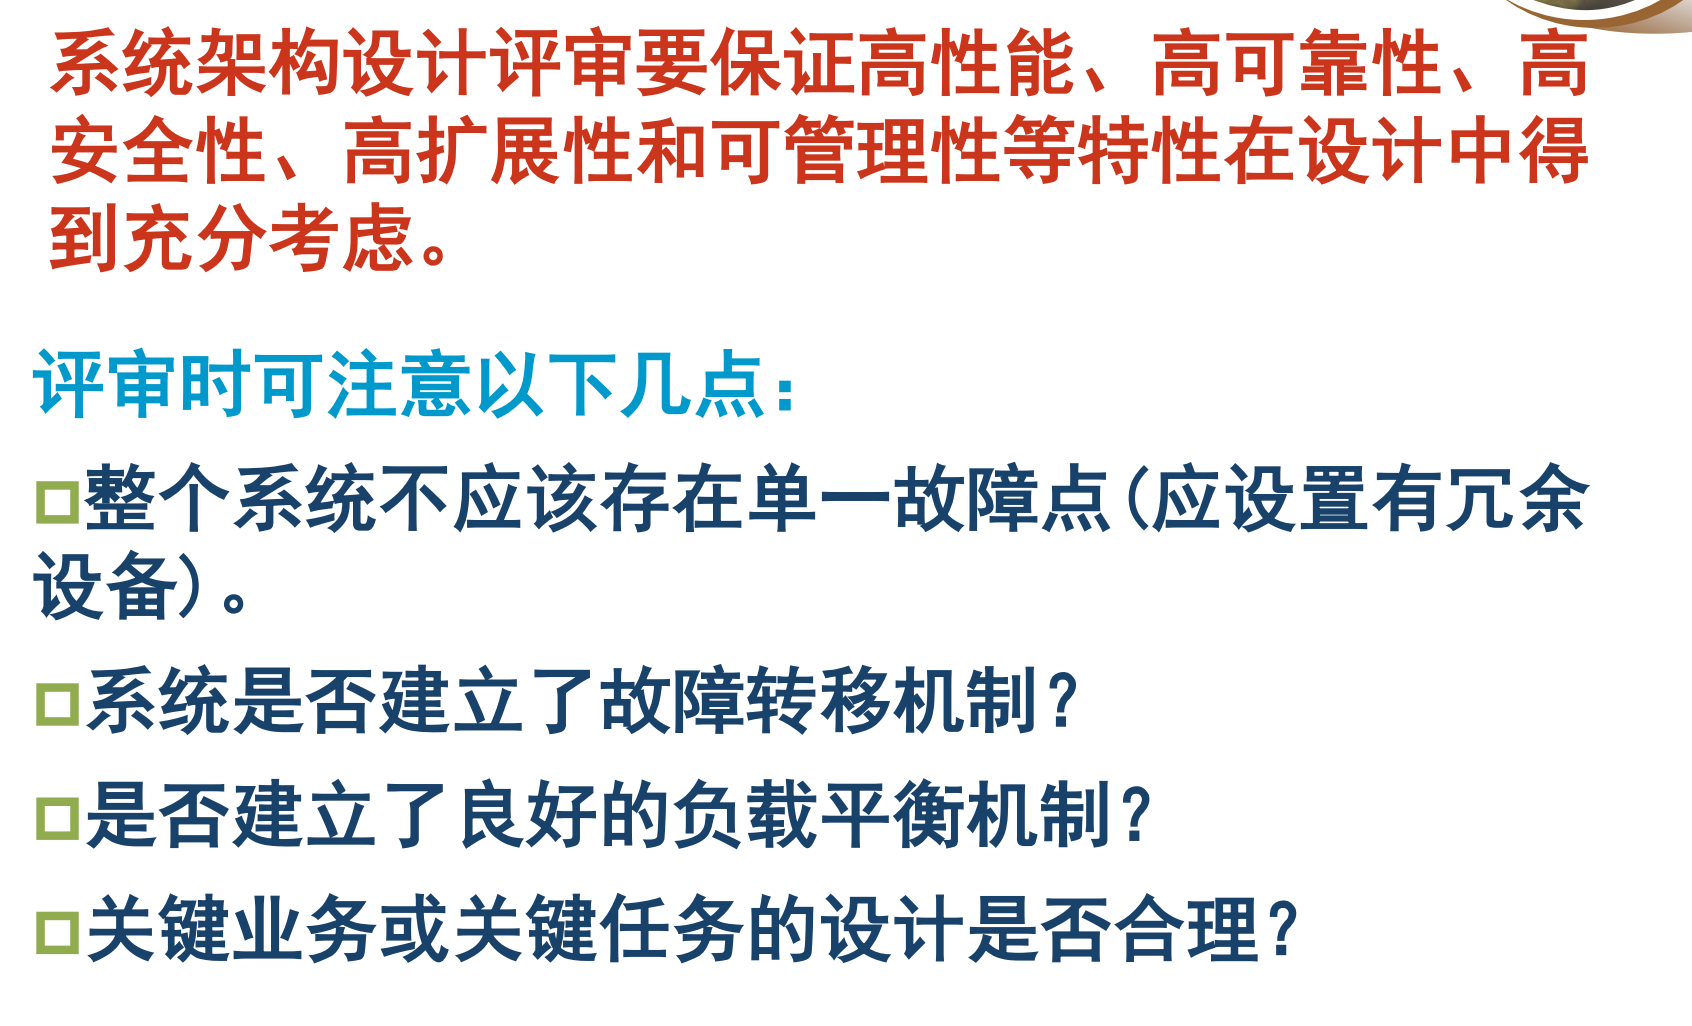 系统架构设计评审要保证高性能、高可靠性、高
安全性、高扩展性和可管理性等特性在设计中得
到充分考虑。
评审时可注意以下几点:
整个系统不应该存在单一故障点(应设置有冗余
设备)。
系统是否建立了故障转移机制?
是否建立了良好的负载平衡机制?
关键业务或关键任务的设计是否合理?